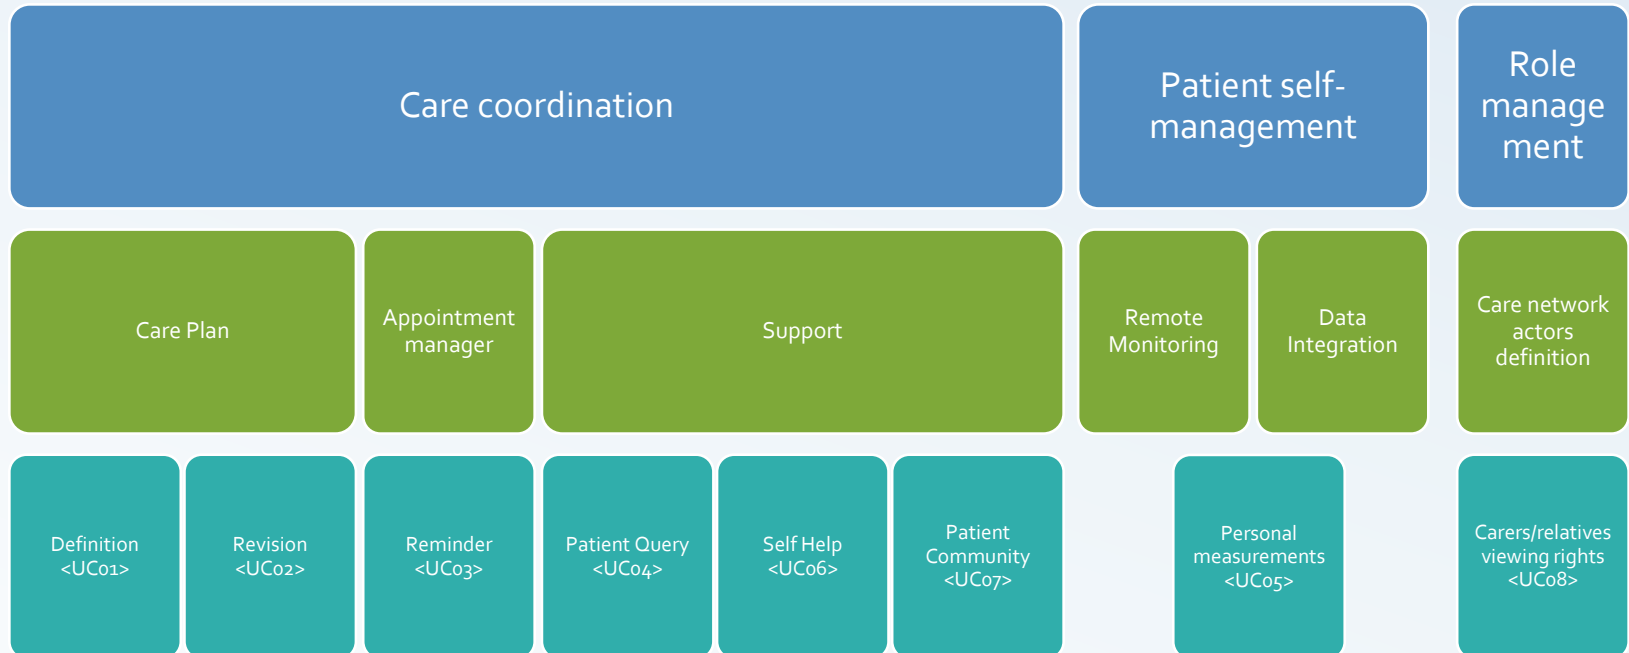 Care coordination
Patient self-
management
Role
manage
ment
Care Plan
Appointment
manager
Support
Remote
Monitoring
Data
Integration
Care network
actors
definition
Definition
<UC01>
Revision
<UC02>
Reminder
<UC03>
Patient Query
<UC04>
Self Help
<UC06>
Patient
Community
<UC07>
Personal
measurements
<UC05>
Carers/relatives
viewing rights
<UC08>